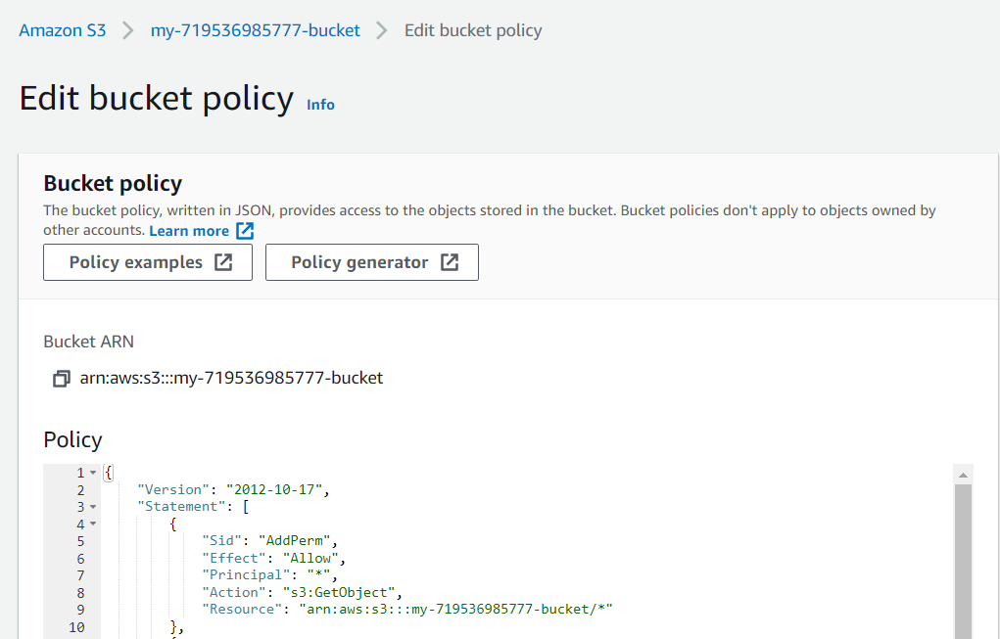 Amazon S3 > my-719536985777-bucket > Edit bucket policy
Edit bucket policy Info
Bucket policy
The bucket policy, written in JSON, provides access to the objects stored in the bucket. Bucket policies don't apply to objects owned by
other accounts. Learn more
Policy examples Policy generator
Bucket ARN
arn:aws:s3:::my-719536985777-bucket
Policy
1 {
2 "Version": "2012-10-17",
3 "Statement": [
4 {
5 "Sid": "AddPerm",
6 "Effect": "Allow",
7 "Principal": "*",
8 "Action": "s3:GetObject",
9 "Resource": "arn:aws:s3:::my-719536985777-bucket/*"
10 },